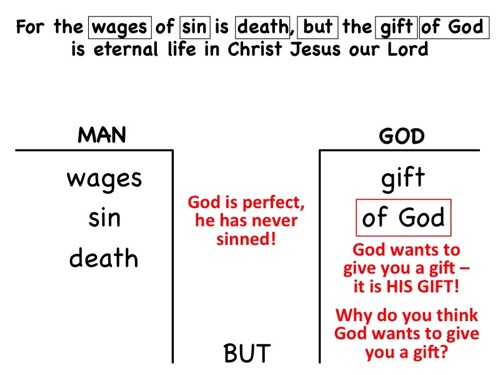 For the wages of sin is death, but the gift of God
is eternal life in Christ Jesus our Lord
MAN
wages
sin
death
God is perfect,
he has never
sinned!
BUT
GOD
gift
of God
God wants to
give you a gift –
it is HIS GIFT!
Why do you think
God wants to give
you a gift?